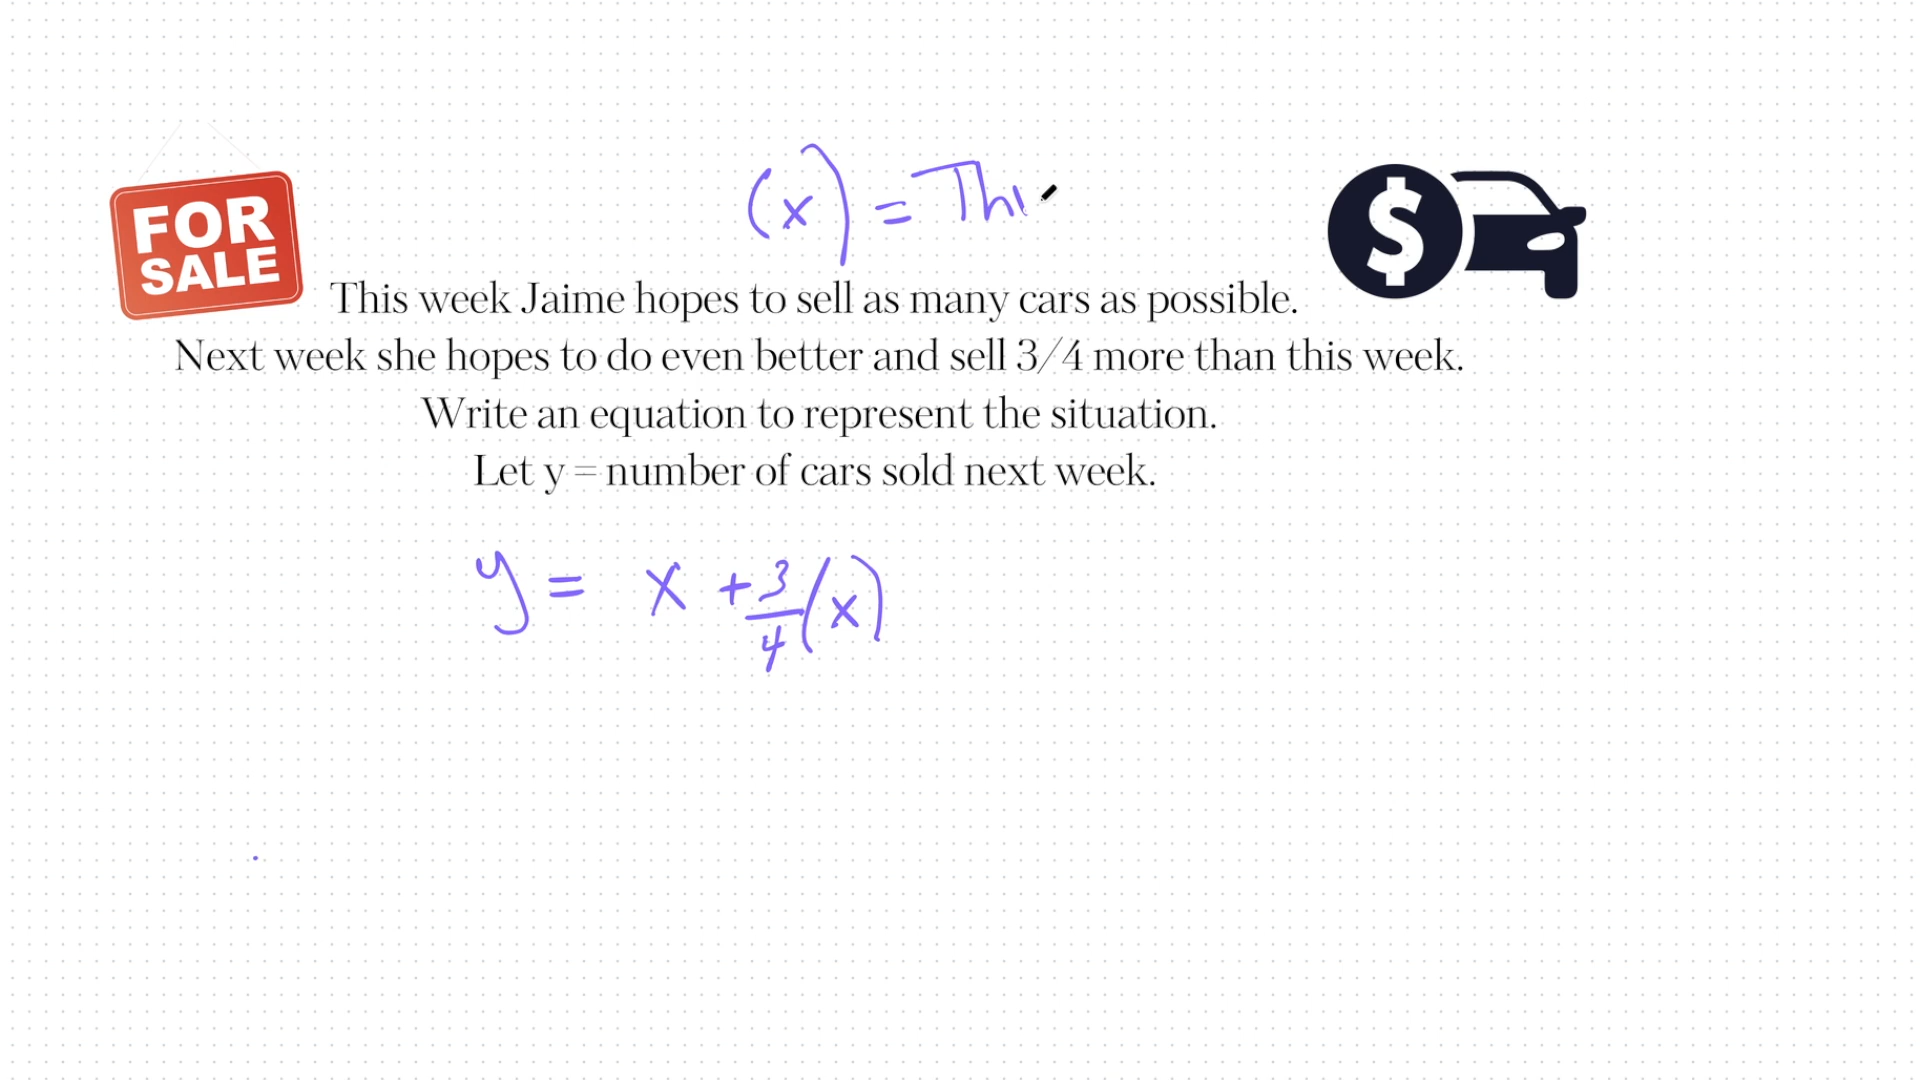 (x) = Thi
FOR
SALE
$
This week Jaime hopes to sell as many cars as possible.
Next week she hopes to do even better and sell 3/4 more than this week.
Write an equation to represent the situation.
Let y = number of cars sold next week.
y = x + 3/4 (x)